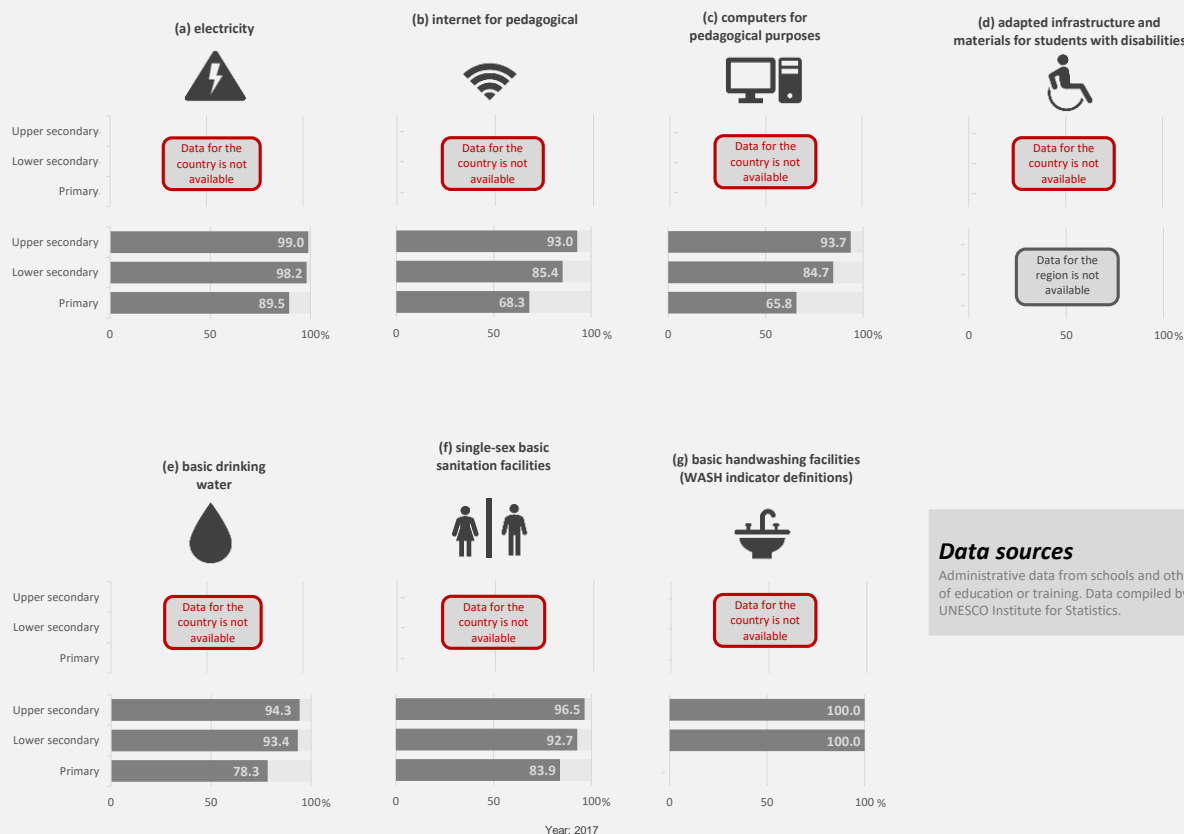 (a) electricity
(b) internet for pedagogical
(c) computers for
pedagogical purposes
(d) adapted infrastructure and
materials for students with disabilities
Upper secondary
Lower secondary
Primary
Data for the
country is not
available
Data for the
country is not
available
Data for the
country is not
available
Data for the
country is not
available
Upper secondary
Lower secondary
Primary
99.0
98.2
89.5
0 50 100%
93.0
85.4
68.3
0 50 100%
93.7
84.7
65.8
0 50 100%
Data for the
region is not
available
0 50 100%
(e) basic drinking
water
(f) single-sex basic
sanitation facilities
(g) basic handwashing facilities
(WASH indicator definitions)
Upper secondary
Lower secondary
Primary
Data for the
country is not
available
Data for the
country is not
available
Data for the
country is not
available
Upper secondary
Lower secondary
Primary
94.3
93.4
78.3
0 50 100%
96.5
92.7
83.9
0 50 100%
100.0
100.0
0 50 100 %
Data sources
Administrative data from schools and oth
of education or training. Data compiled by
UNESCO Institute for Statistics.
Year: 2017